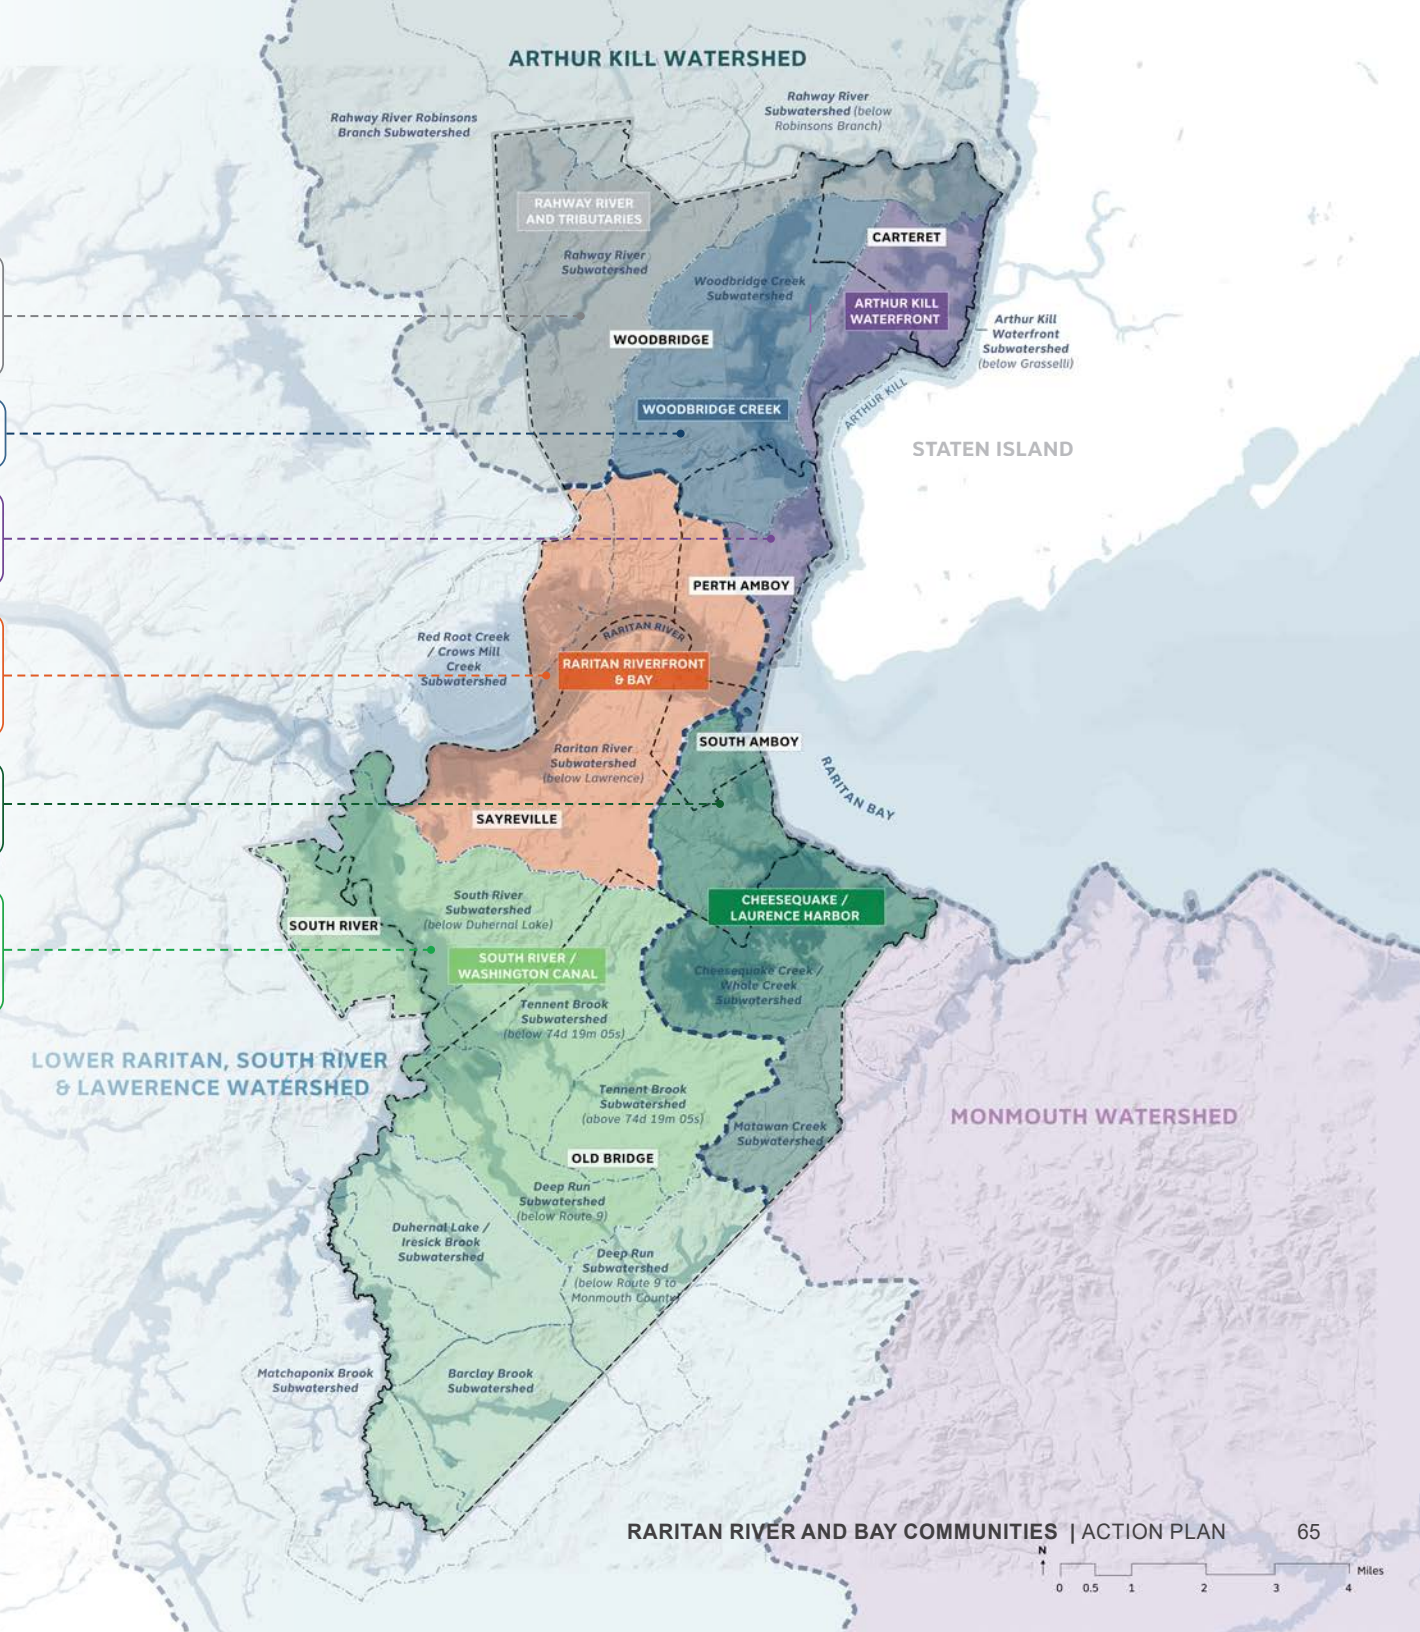 ARTHUR KILL WATERSHED
Rahway River
Subwatershed (below
Robinsons Branch)
Rahway River Robinsons
Branch Subwatershed
RAHWAY RIVER
AND TRIBUTARIES
CARTERET
Rahway River
Subwatershed
Woodbridge Creek
Subwatershed
ARTHUR KILL
WATERFRONT
Arthur Kill
Waterfront
Subwatershed
(below Grasselli)
WOODBRIDGE
ARTHUR KILL
WOODBRIDGE CREEK
STATEN ISLAND
PERTH AMBOY
RARITAN RIVER
Red Root Creek
/ Crows Mill
Creek
Subwatershed
RARITAN RIVERFRONT
& BAY
SOUTH AMBOY
Raritan River
Subwatershed
(below Lawrence)
RARITAN BAY
SAYREVILLE
South River
Subwatershed
(below Duhernal Lake)
CHEESEQUAKE /
LAURENCE HARBOR
SOUTH RIVER
SOUTH RIVER /
WASHINGTON CANAL
Cheesequake Creek /
Whale Creek
Subwatershed
Tennent Brook
Subwatershed
(below 74d 19m 05s)
LOWER RARITAN, SOUTH RIVER
& LAWERENCE WATERSHED
Tennent Brook
Subwatershed
(above 74d 19m 05s)
MONMOUTH WATERSHED
Matawan Creek
Subwatershed
OLD BRIDGE
Deep Run
Subwatershed
(below Route 9)
Duhernal Lake /
Iresick Brook
Subwatershed
Deep Run
Subwatershed
(below Route 9 to
Monmouth County)
Matchaponix Brook
Subwatershed
Barclay Brook
Subwatershed
RARITAN RIVER AND BAY COMMUNITIES | ACTION PLAN 65
N
0 0.5 1 2 3 4 Miles